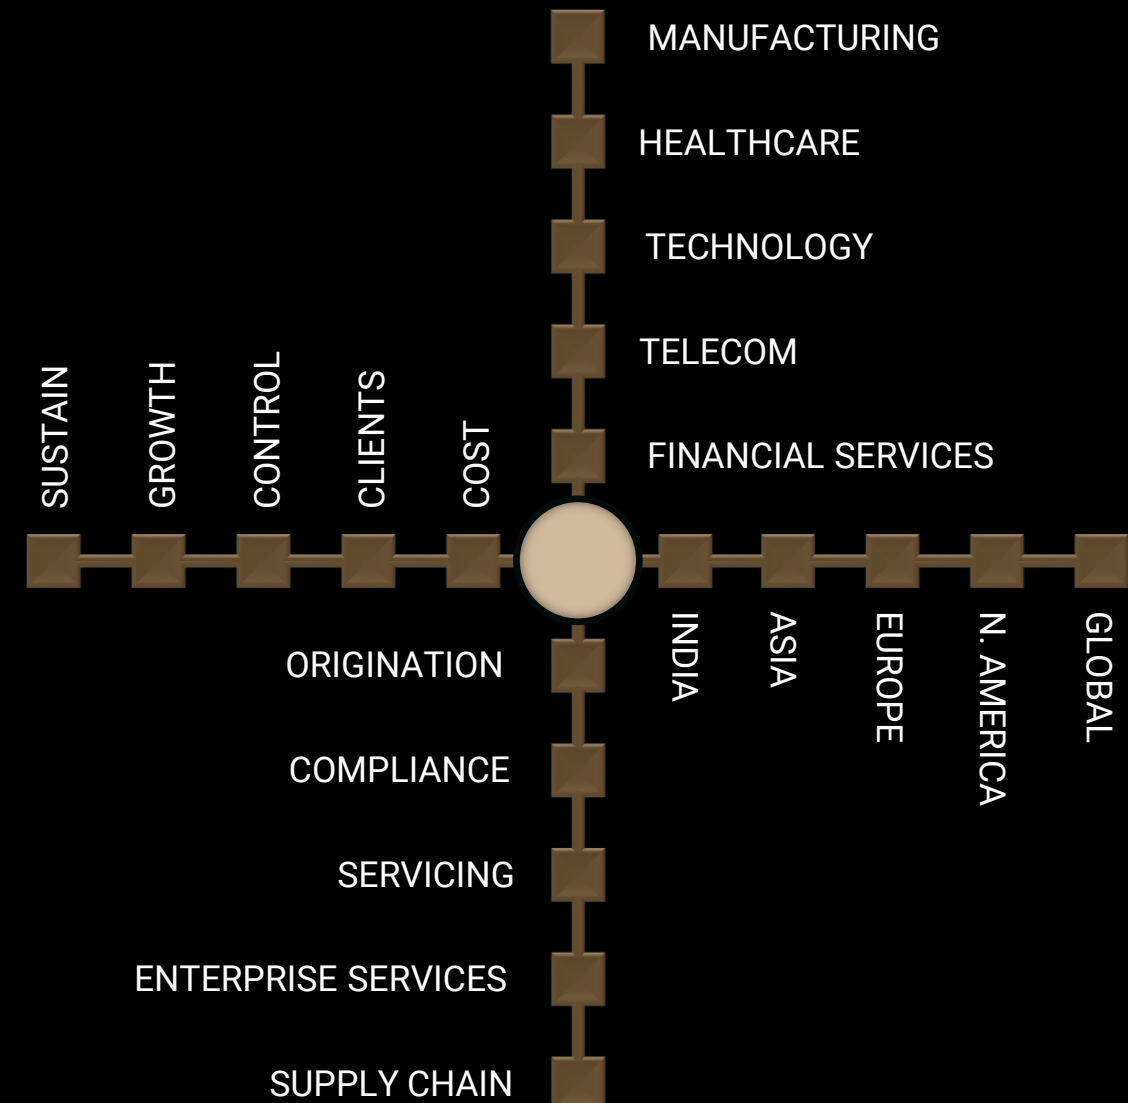 MANUFACTURING
HEALTHCARE
TECHNOLOGY
TELECOM
FINANCIAL SERVICES
SUSTAIN
GROWTH
CONTROL
CLIENTS
COST
INDIA
ASIA
EUROPE
N. AMERICA
GLOBAL
ORIGINATION
COMPLIANCE
SERVICING
ENTERPRISE SERVICES
SUPPLY CHAIN